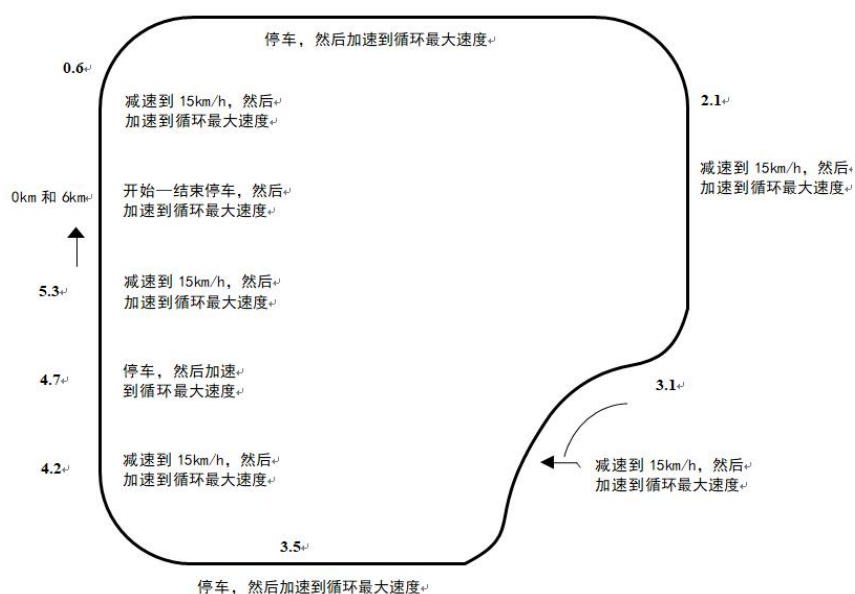 停车，然后加速到循环最大速度↵
0.6↵
减速到 15km/h，然后↵
加速到循环最大速度↵
2.1↵
减速到 15km/h，然后↵
加速到循环最大速度↵
0km 和 6km↵
开始一结束停车，然后↵
加速到循环最大速度↵
5.3↵
减速到 15km/h，然后↵
加速到循环最大速度↵
4.7↵
停车，然后加速
到循环最大速度↵
3.1↵
4.2↵
减速到 15km/h，然后↵
加速到循环最大速度↵
减速到 15km/h，然后↵
加速到循环最大速度↵
3.5↵
停车，然后加速到循环最大速度↵